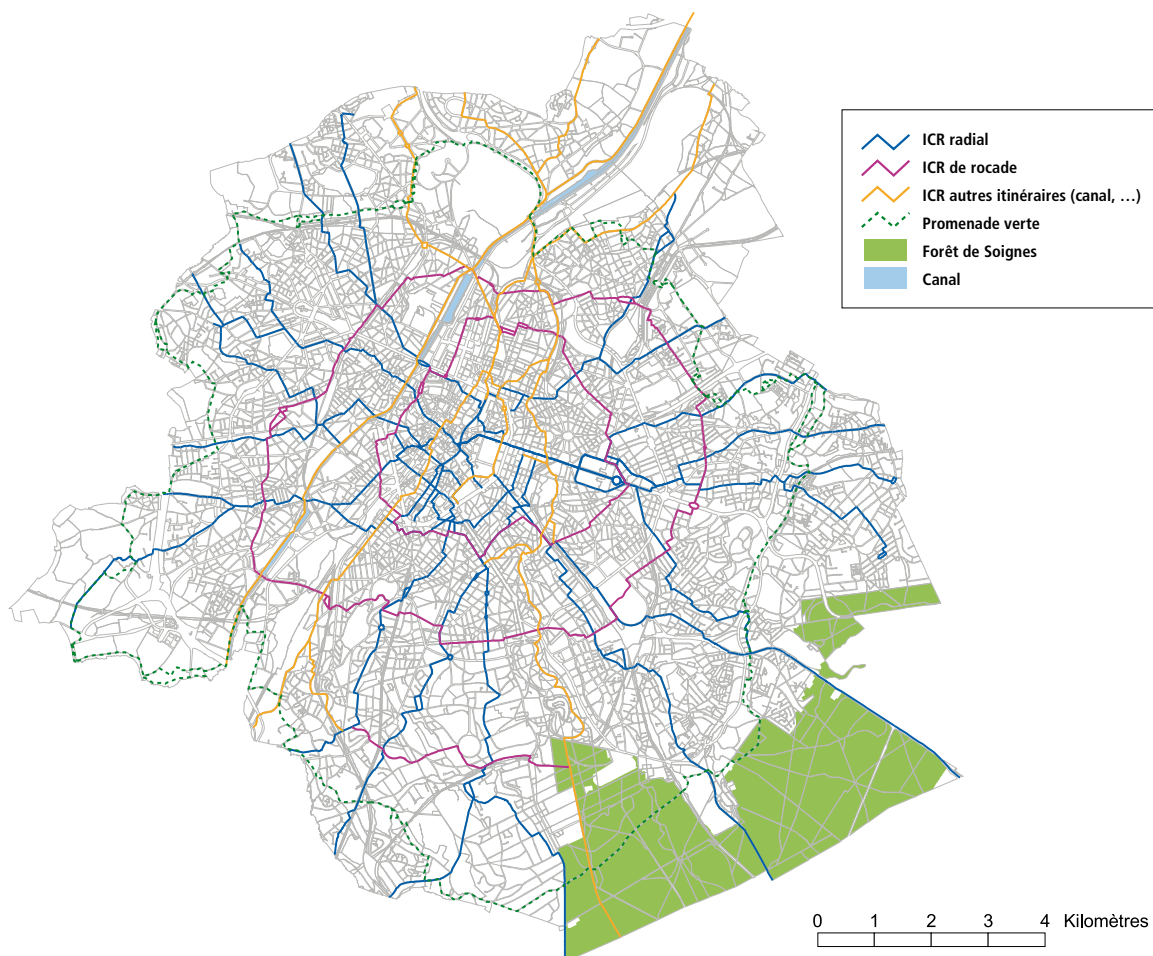 ICR radial
ICR de rocade
ICR autres itinéraires (canal, ...)
Promenade verte
Forêt de Soignes
Canal
0 1 2 3 4 Kilomètres